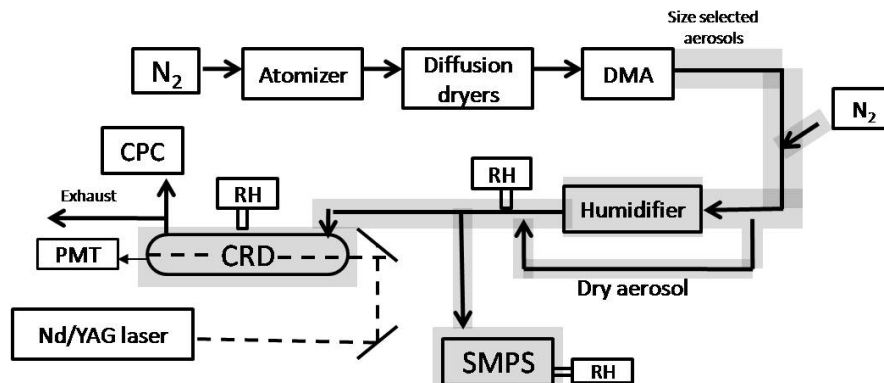 Size selected
aerosols
N₂
Atomizer
Diffusion
dryers
DMA
N₂
CPC
Exhaust
RH
RH
Humidifier
PMT
CRD
Dry aerosol
Nd/YAG laser
SMPS
RH